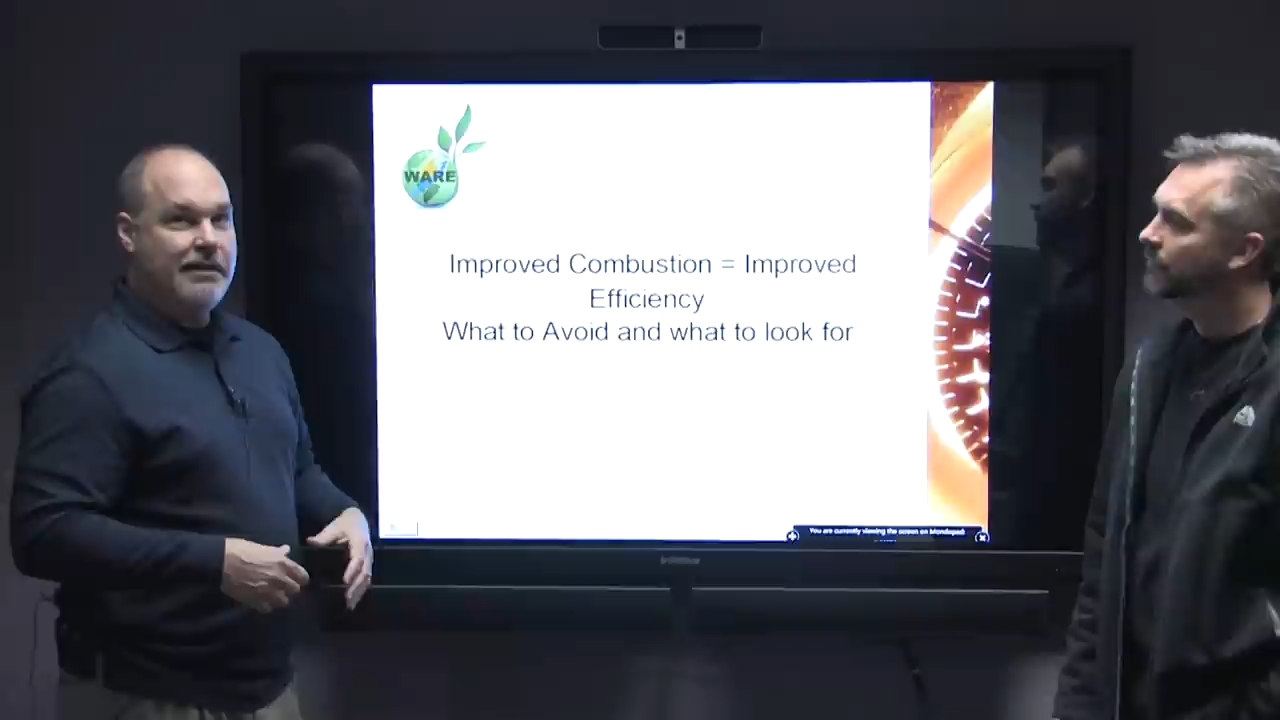 WARE
Improved Combustion = Improved
Efficiency
What to Avoid and what to look for
You are currently viewing the screen on Mondopad